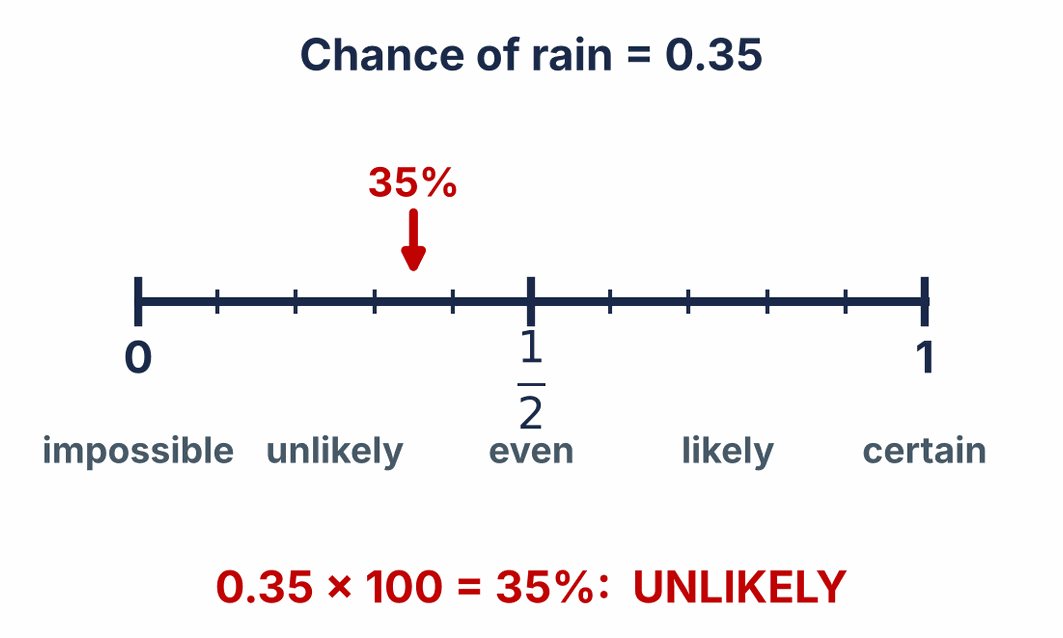 Chance of rain = 0.35
35%
0 1/2 1
impossible unlikely even likely certain
0.35 × 100 = 35%: UNLIKELY